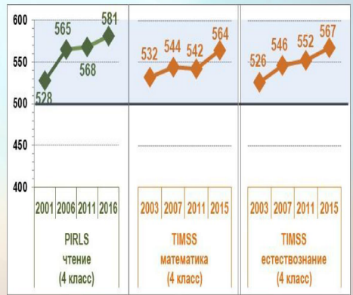 600
581
565
568
564
567
544
542
546
552
532
528
526
500
400
2001 2006 2011 2016
2003 2007 2011 2015
2003 2007 2011 2015
PIRLS
чтение
(4 класс)
TIMSS
математика
(4 класс)
TIMSS
естествознание
(4 класс)